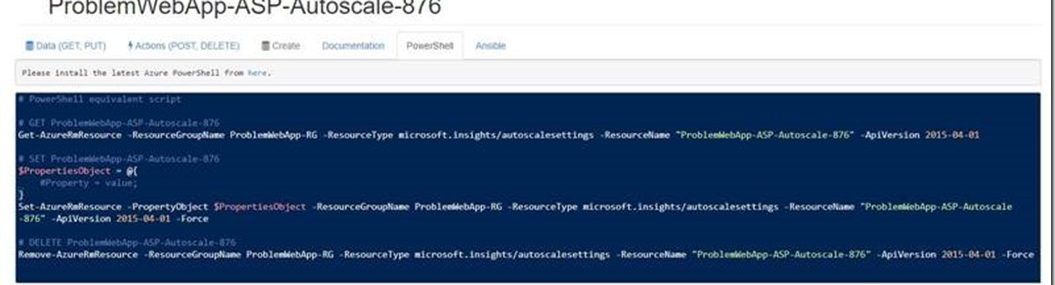 ProblemWebApp-ASP-Autoscale-876
Data (GET, PUT) Actions (POST, DELETE) Create Documentation PowerShell Ansible
Please install the latest Azure PowerShell from here.
# PowerShell equivalent script
# GET ProblemWebApp-ASP-Autoscale-876
Get-AzureRmResource -ResourceGroupName ProblemWebApp-RG -ResourceType microsoft.insights/autoscalesettings -ResourceName "ProblemWebApp-ASP-Autoscale-876" -ApiVersion 2015-04-01
# SET ProblemWebApp-ASP-Autoscale-876
$PropertiesObject = @{
#Property = value;
}
Set-AzureRmResource -PropertyObject $PropertiesObject -ResourceGroupName ProblemWebApp-RG -ResourceType microsoft.insights/autoscalesettings -ResourceName "ProblemWebApp-ASP-Autoscale
-876" -ApiVersion 2015-04-01 -Force
# DELETE ProblemWebApp-ASP-Autoscale-876
Remove-AzureRmResource -ResourceGroupName ProblemWebApp-RG -ResourceType microsoft.insights/autoscalesettings -ResourceName "ProblemWebApp-ASP-Autoscale-876" -ApiVersion 2015-04-01 -Force